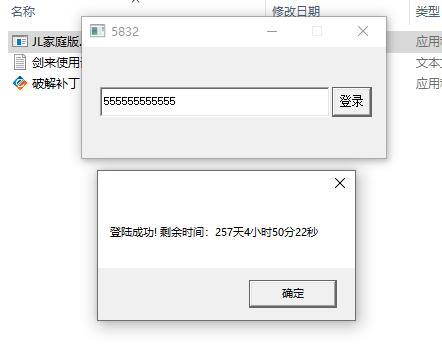 名称
修改日期
类型
JL家庭版.
应用
剑来使用
文本文
破解补丁
应用
5832
555555555555
登录
登陆成功! 剩余时间：257天4小时50分22秒
确定